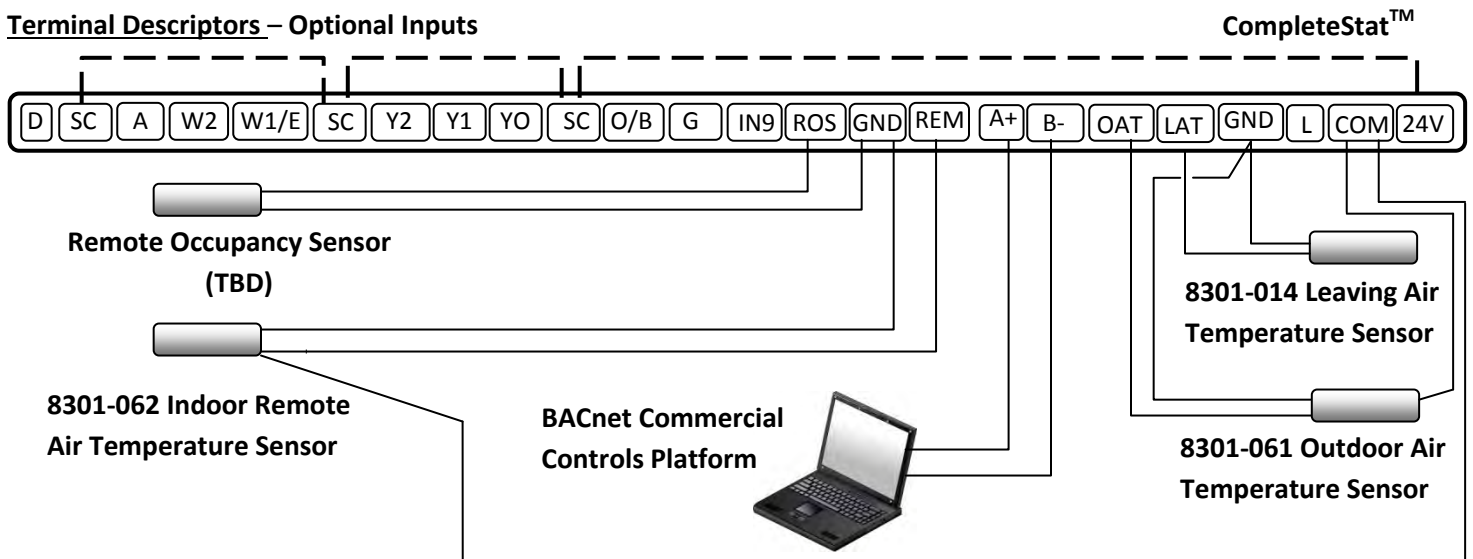 Terminal Descriptors – Optional Inputs
CompleteStat™
D SC A W2 W1/E SC Y2 Y1 YO SC O/B G IN9 ROS GND REM A+ B- OAT LAT GND L COM 24V
Remote Occupancy Sensor
(TBD)
8301-014 Leaving Air
Temperature Sensor
8301-062 Indoor Remote
Air Temperature Sensor
BACnet Commercial
Controls Platform
8301-061 Outdoor Air
Temperature Sensor